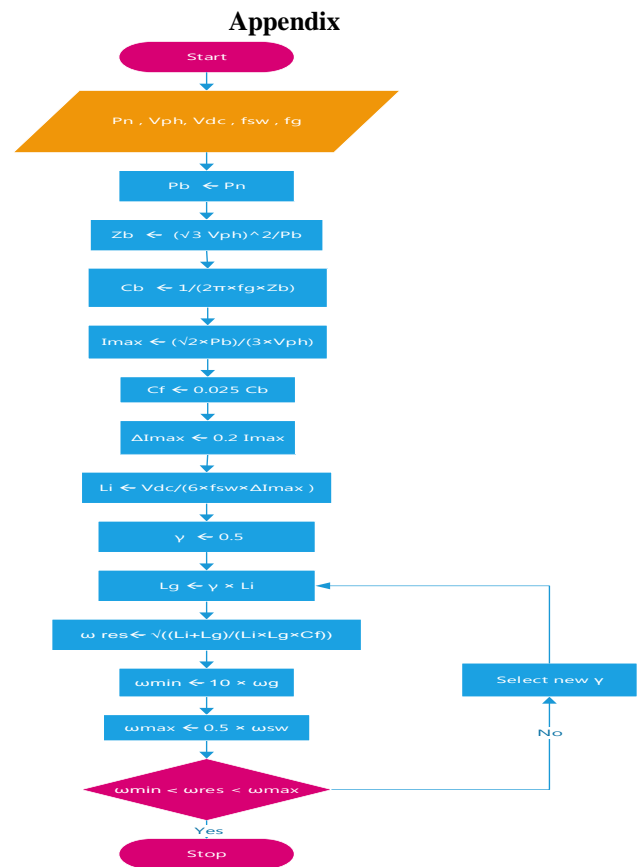 Appendix
Start
Pn , Vph, Vdc , fsw , fg
Pb ← Pn
Zb ← (√3 Vph)^2/Pb
Cb ← 1/(2π×fg×Zb)
Imax ← (√2×Pb)/(3×Vph)
Cf ← 0.025 Cb
ΔImax ← 0.2 Imax
Li ← Vdc/(6×fsw×ΔImax )
γ ← 0.5
Lg ← γ × Li
ω res← √((Li+Lg)/(Li×Lg×Cf))
ωmin ← 10 × ωg
Select new γ
ωmax ← 0.5 × ωsw
No
ωmin < ωres < ωmax
Yes
Stop